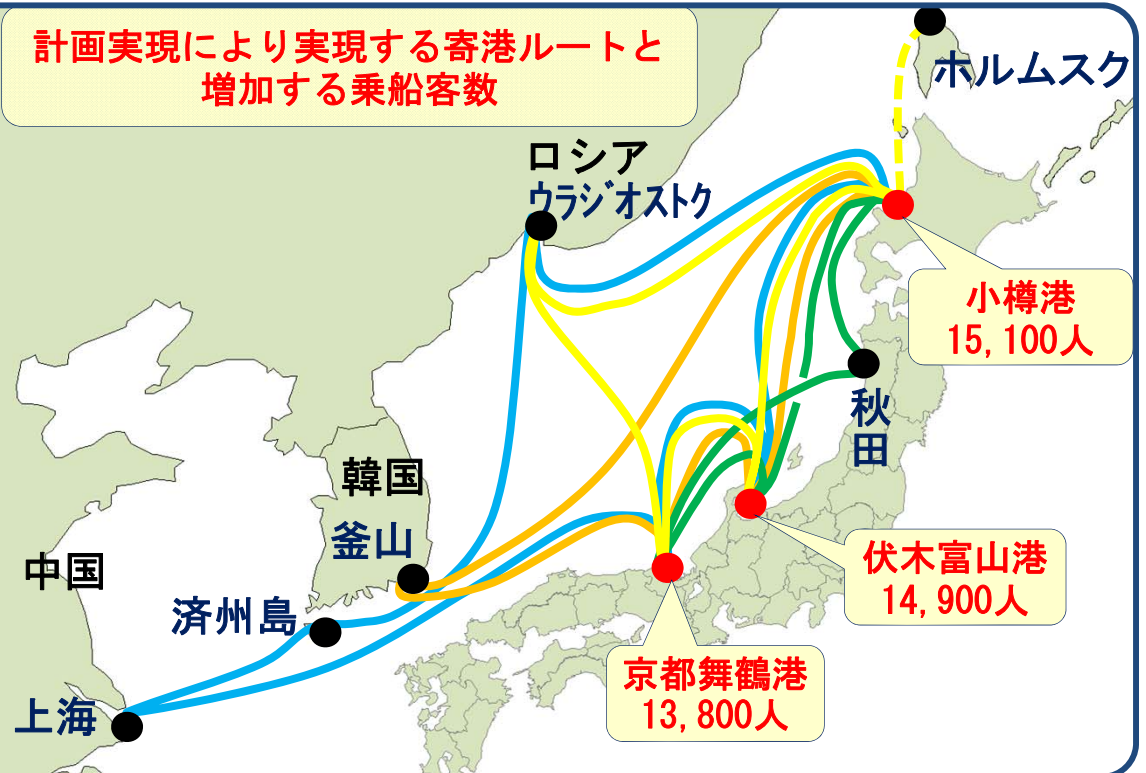 計画実現により実現する寄港ルートと
増加する乗船客数
ホルムスク
ロシア
ｳﾗｼﾞｵｽﾄｸ
小樽港
15,100人
秋
田
韓国
釜山
伏木富山港
14,900人
中国
済州島
京都舞鶴港
13,800人
上海